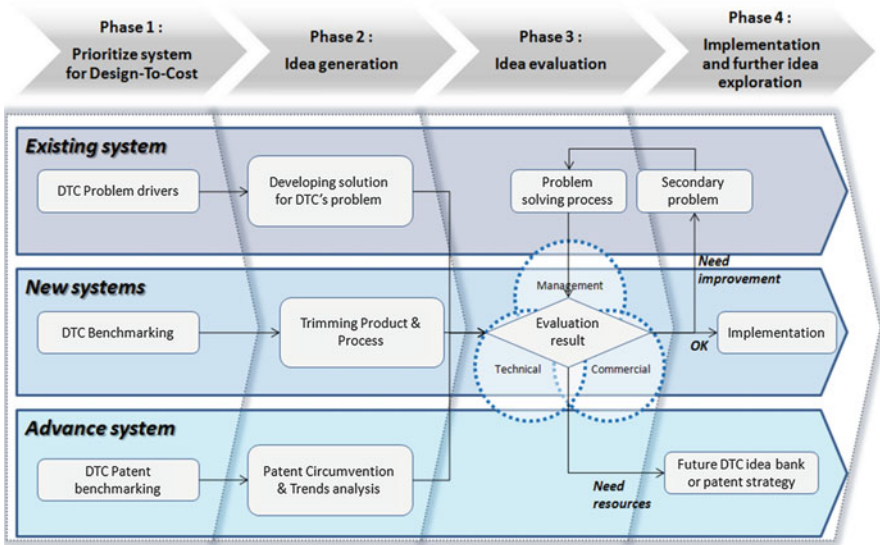 Phase 1 :
Prioritize system
for Design-To-Cost
Phase 2 :
Idea generation
Phase 3 :
Idea evaluation
Phase 4 :
Implementation
and further idea
exploration
Existing system
DTC Problem drivers
Developing solution
for DTC's problem
Problem
solving process
Secondary
problem
Need
improvement
New systems
DTC Benchmarking
Trimming Product &
Process
Management
Evaluation
result
Technical
Commercial
OK
Implementation
Advance system
DTC Patent
benchmarking
Patent Circumvention
& Trends analysis
Need
resources
Future DTC idea bank
or patent strategy